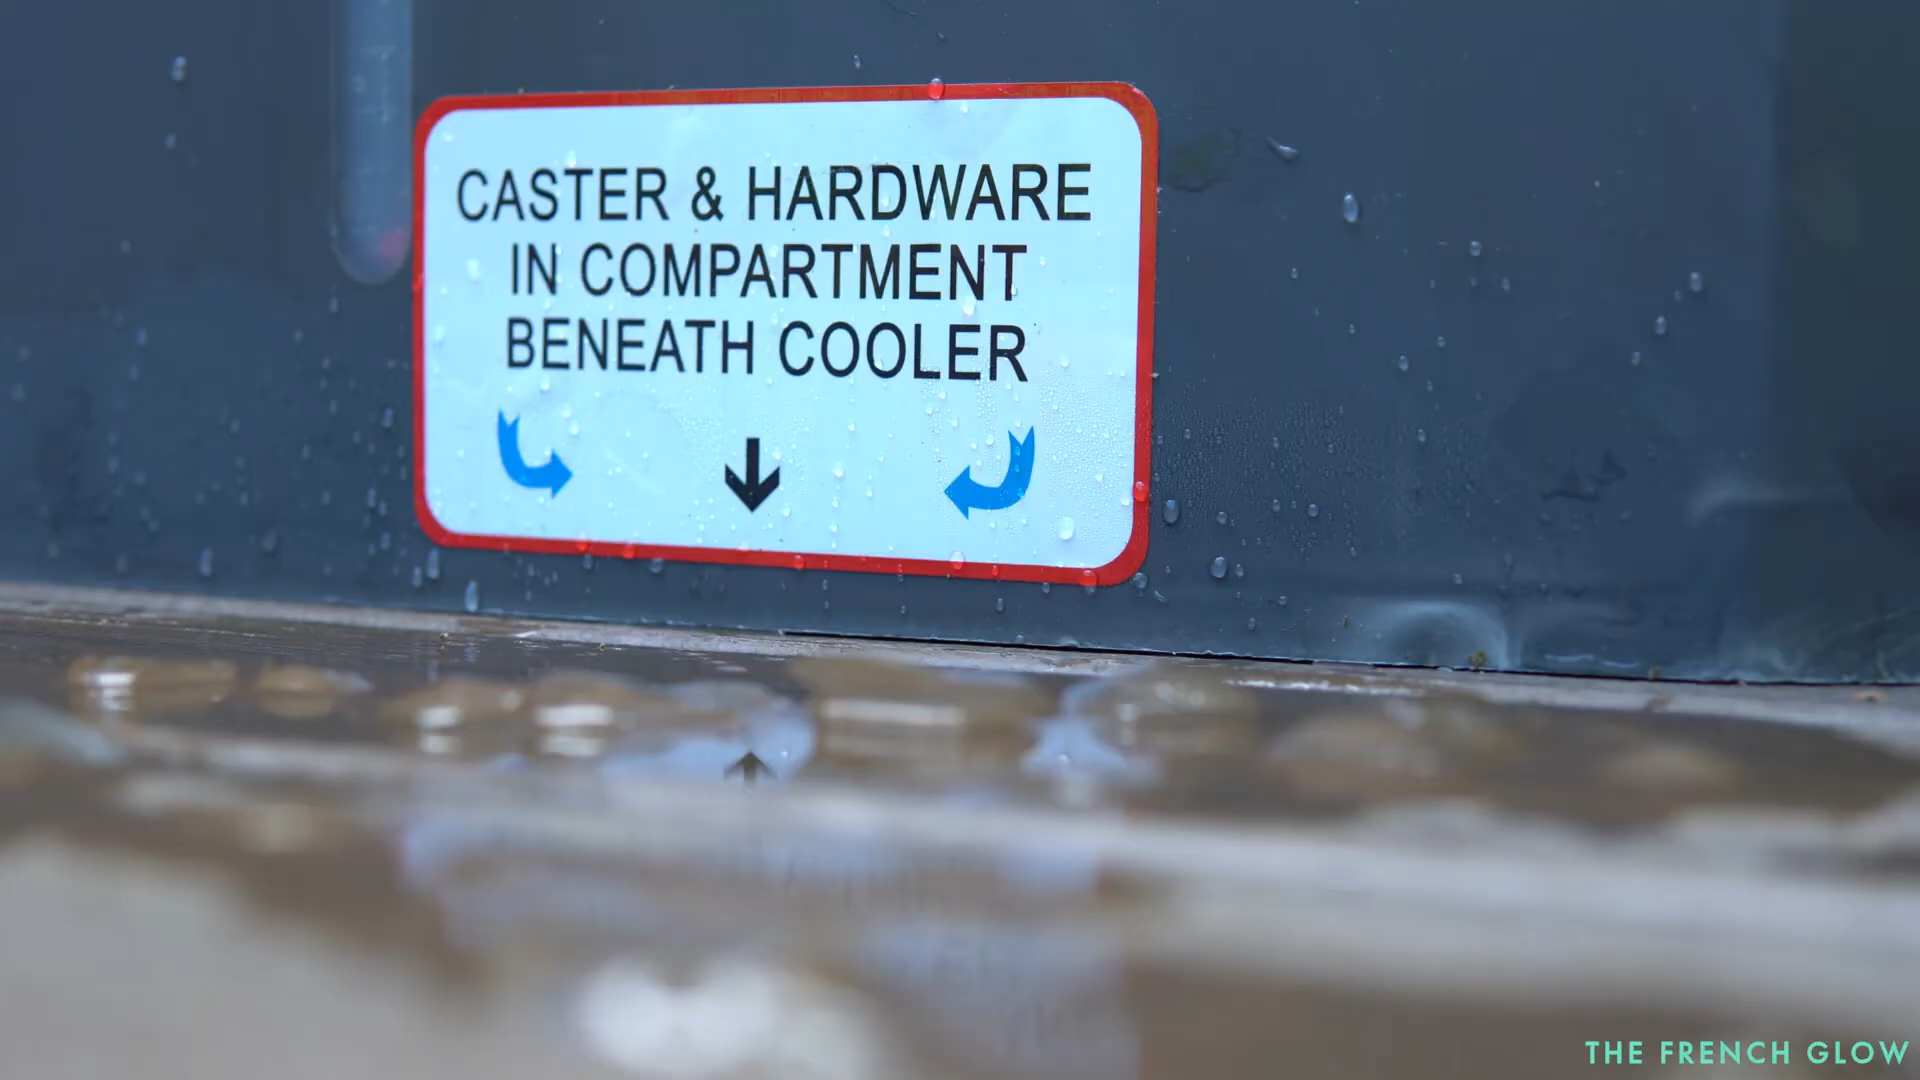 CASTER & HARDWARE
IN COMPARTMENT
BENEATH COOLER
THE FRENCH GLOW